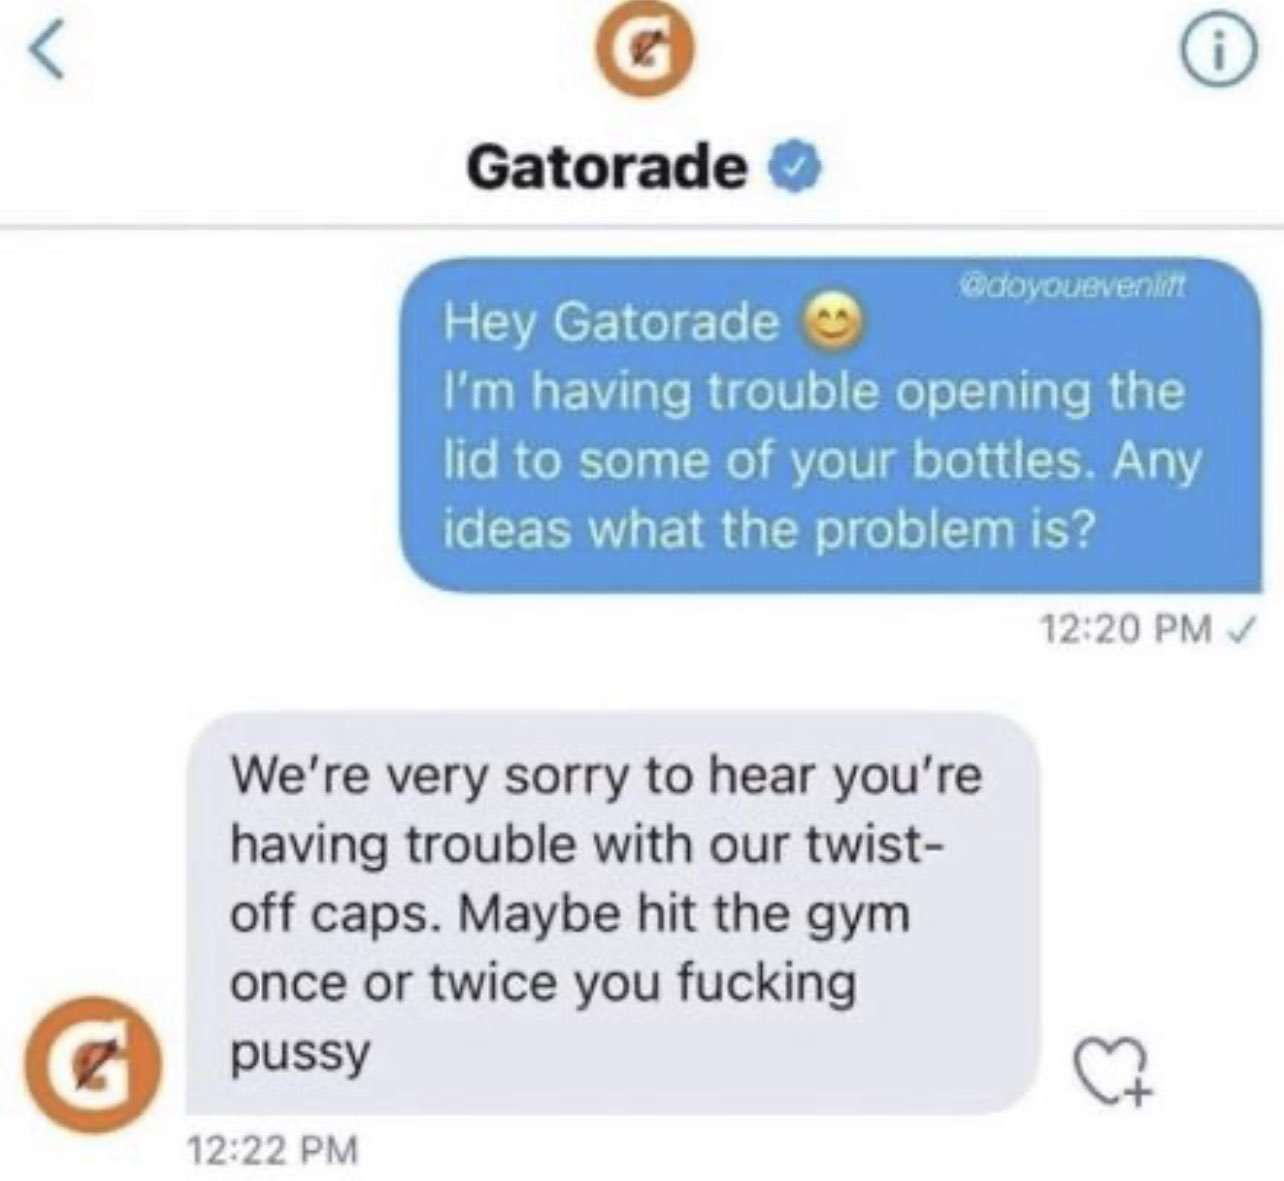 Gatorade
@doyouevenlift
Hey Gatorade 😊
I'm having trouble opening the
lid to some of your bottles. Any
ideas what the problem is?
12:20 PM ✓
We're very sorry to hear you're
having trouble with our twist-
off caps. Maybe hit the gym
once or twice you fucking
pussy
12:22 PM